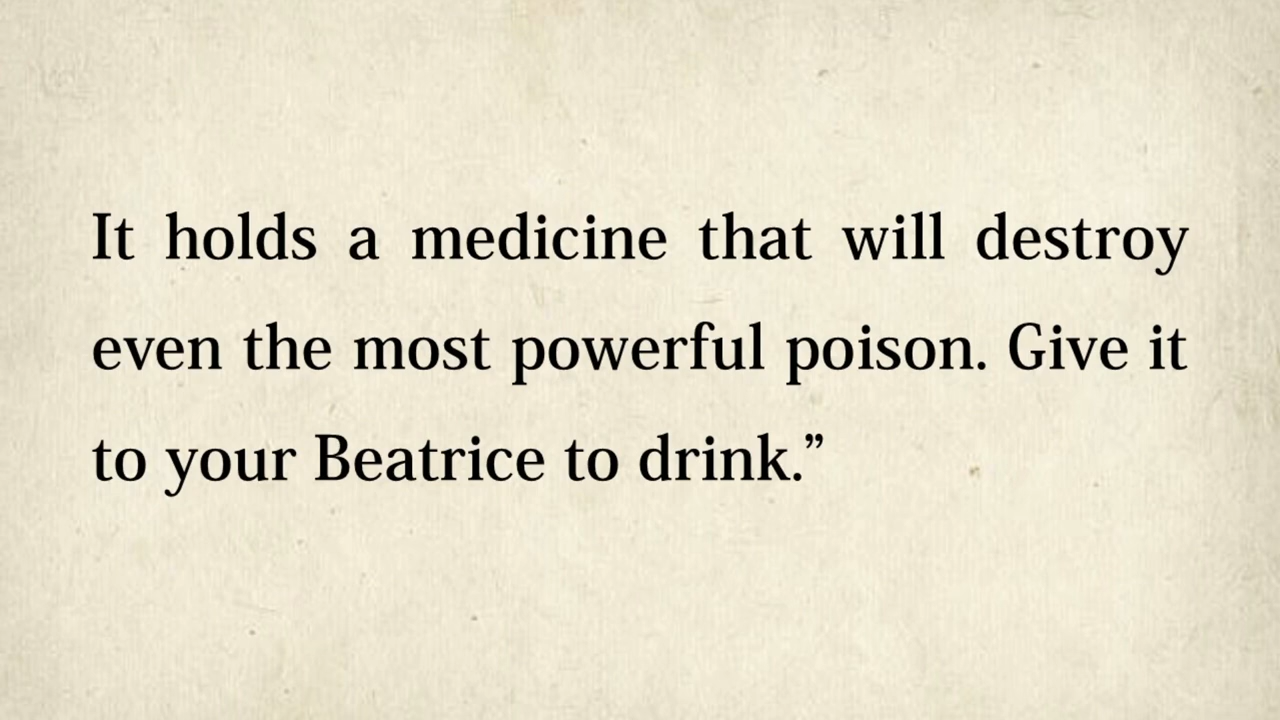 It holds a medicine that will destroy
even the most powerful poison. Give it
to your Beatrice to drink.”